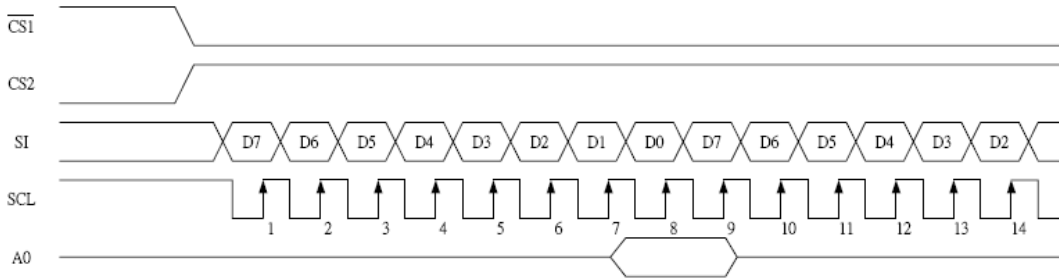 CS1
CS2
SI D7 D6 D5 D4 D3 D2 D1 D0 D7 D6 D5 D4 D3 D2
SCL
1 2 3 4 5 6 7 8 9 10 11 12 13 14
A0